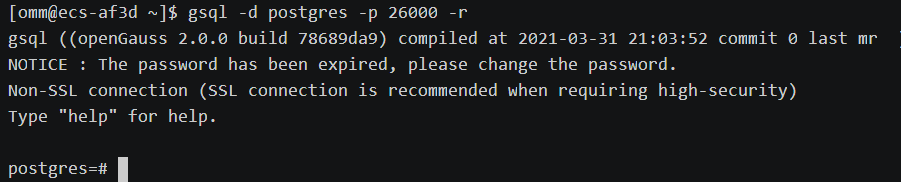 [omm@ecs-af3d ~]$ gsql -d postgres -p 26000 -r
gsql ((openGauss 2.0.0 build 78689da9) compiled at 2021-03-31 21:03:52 commit 0 last mr  )
NOTICE : The password has been expired, please change the password.
Non-SSL connection (SSL connection is recommended when requiring high-security)
Type "help" for help.

postgres=#